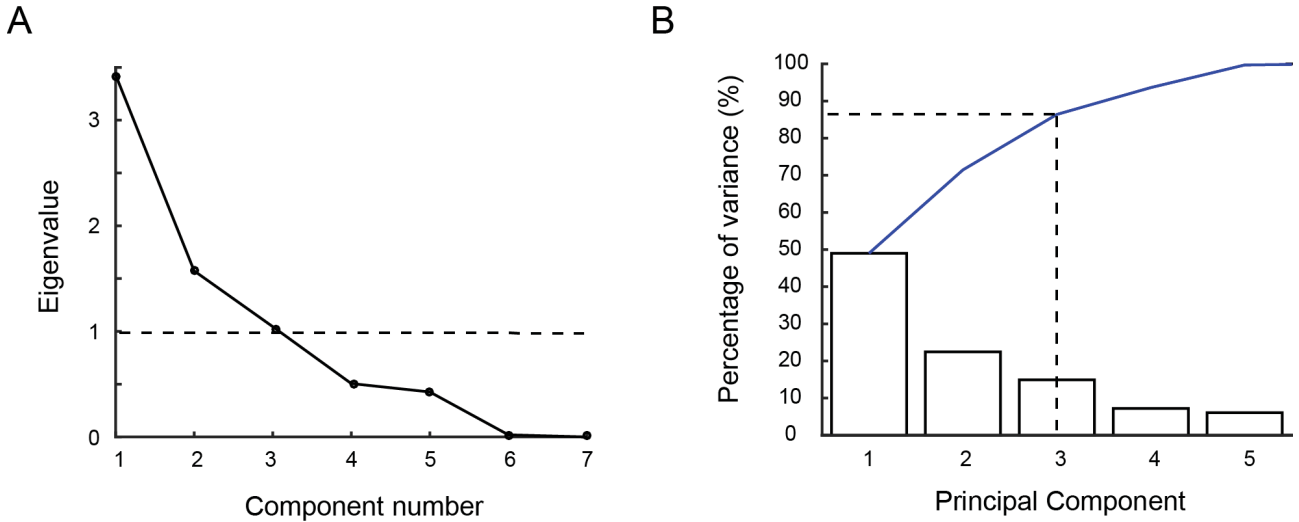 A
Eigenvalue
3
2
1
0
1 2 3 4 5 6 7
Component number
B
Percentage of variance (%)
100
90
80
70
60
50
40
30
20
10
0
1 2 3 4 5
Principal Component